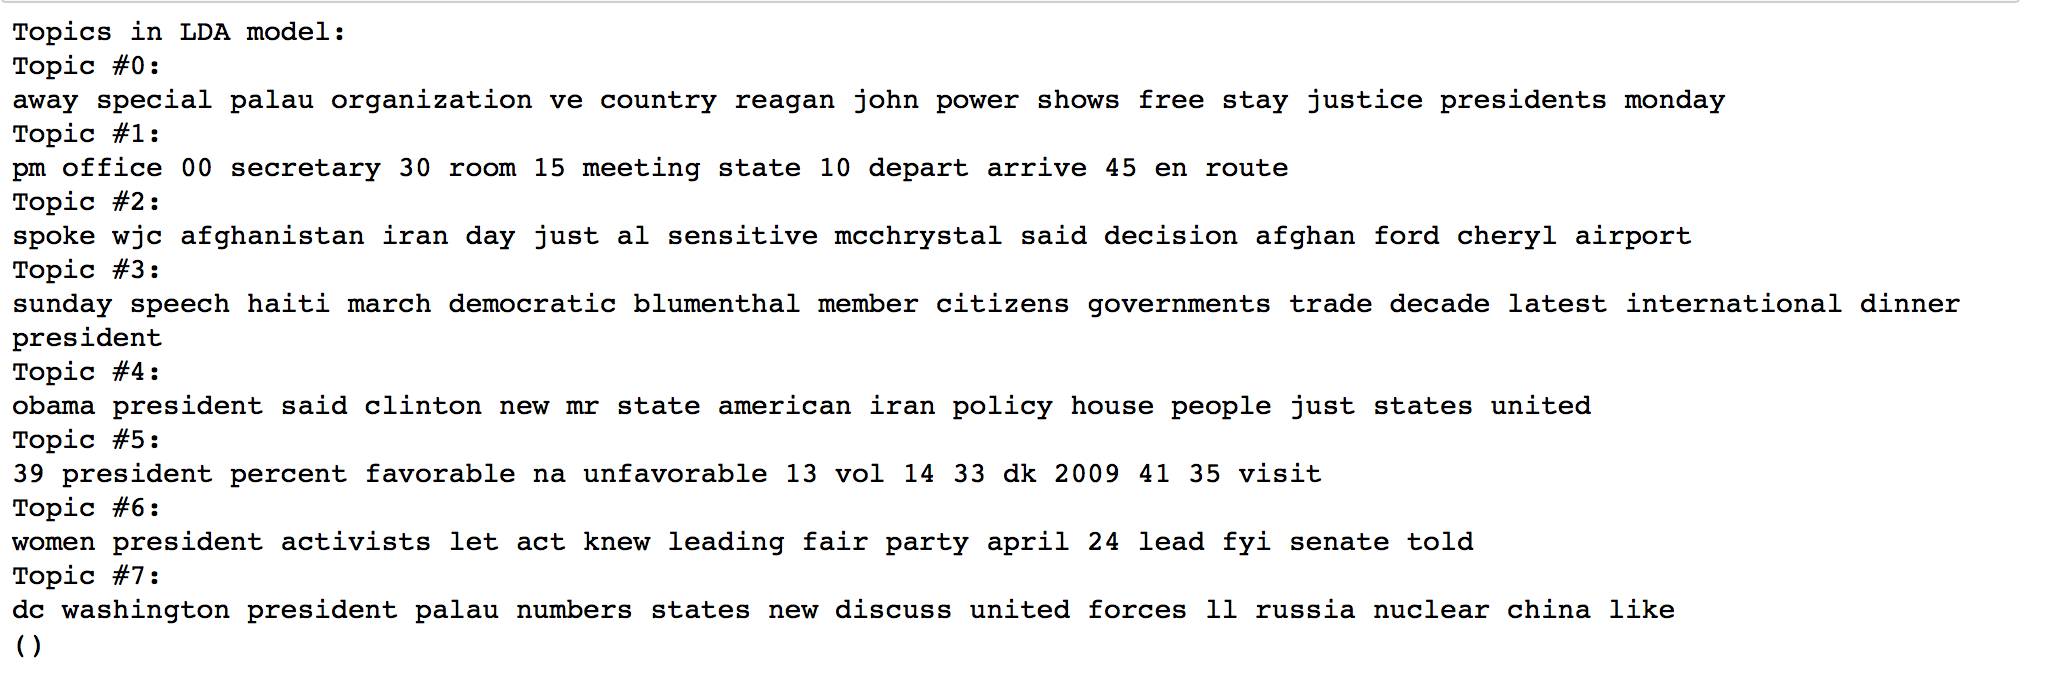 Topics in LDA model:
Topic #0:
away special palau organization ve country reagan john power shows free stay justice presidents monday
Topic #1:
pm office 00 secretary 30 room 15 meeting state 10 depart arrive 45 en route
Topic #2:
spoke wjc afghanistan iran day just al sensitive mcchrystal said decision afghan ford cheryl airport
Topic #3:
sunday speech haiti march democratic blumenthal member citizens governments trade decade latest international dinner
president
Topic #4:
obama president said clinton new mr state american iran policy house people just states united
Topic #5:
39 president percent favorable na unfavorable 13 vol 14 33 dk 2009 41 35 visit
Topic #6:
women president activists let act knew leading fair party april 24 lead fyi senate told
Topic #7:
dc washington president palau numbers states new discuss united forces ll russia nuclear china like
()